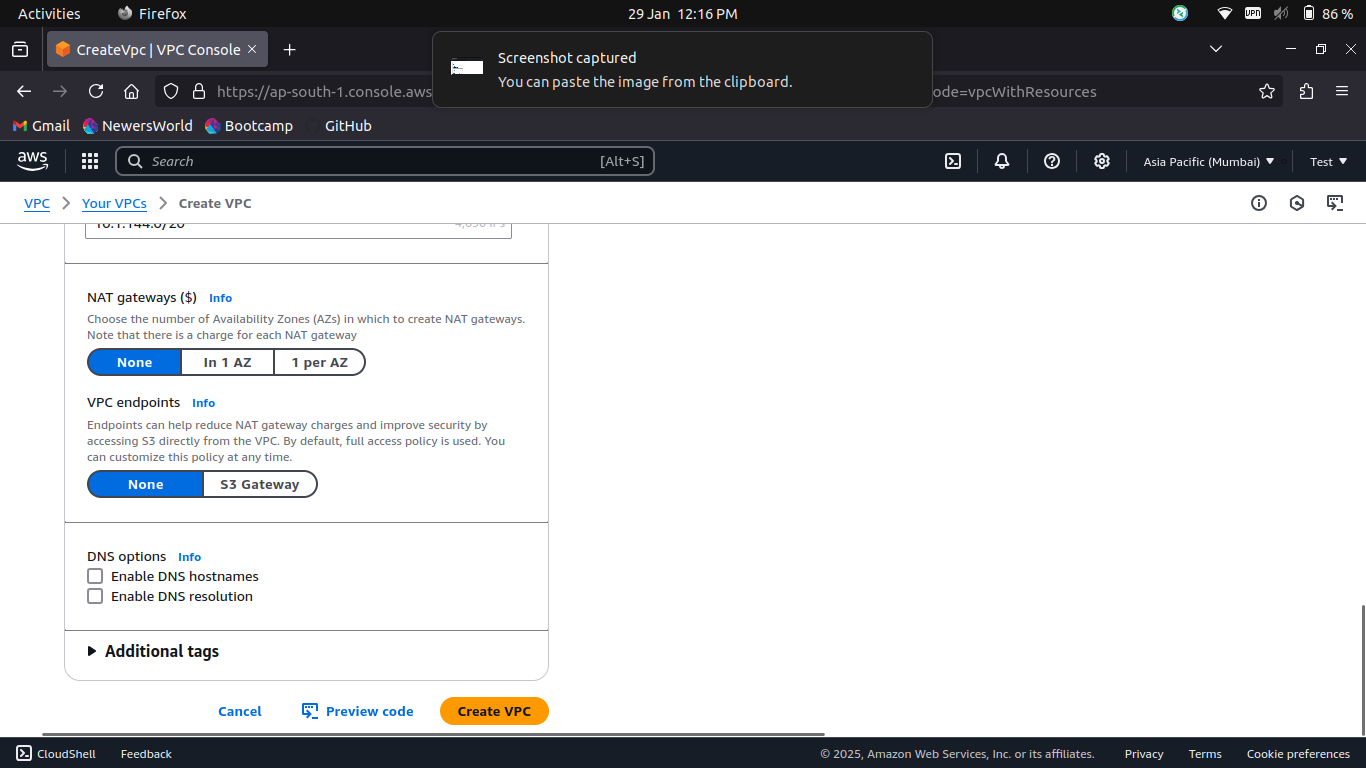 Activities Firefox 29 Jan 12:16 PM VPN 86 %
CreateVpc | VPC Console
Screenshot captured
You can paste the image from the clipboard.
https://ap-south-1.console.aws ode=vpcWithResources
Gmail NewersWorld Bootcamp GitHub
aws Search [Alt+S] Asia Pacific (Mumbai) Test
VPC Your VPCs Create VPC
NAT gateways ($) Info
Choose the number of Availability Zones (AZs) in which to create NAT gateways.
Note that there is a charge for each NAT gateway
None In 1 AZ 1 per AZ
VPC endpoints Info
Endpoints can help reduce NAT gateway charges and improve security by
accessing S3 directly from the VPC. By default, full access policy is used. You
can customize this policy at any time.
None S3 Gateway
DNS options Info
Enable DNS hostnames
Enable DNS resolution
Additional tags
Cancel Preview code Create VPC
CloudShell Feedback © 2025, Amazon Web Services, Inc. or its affiliates. Privacy Terms Cookie preferences